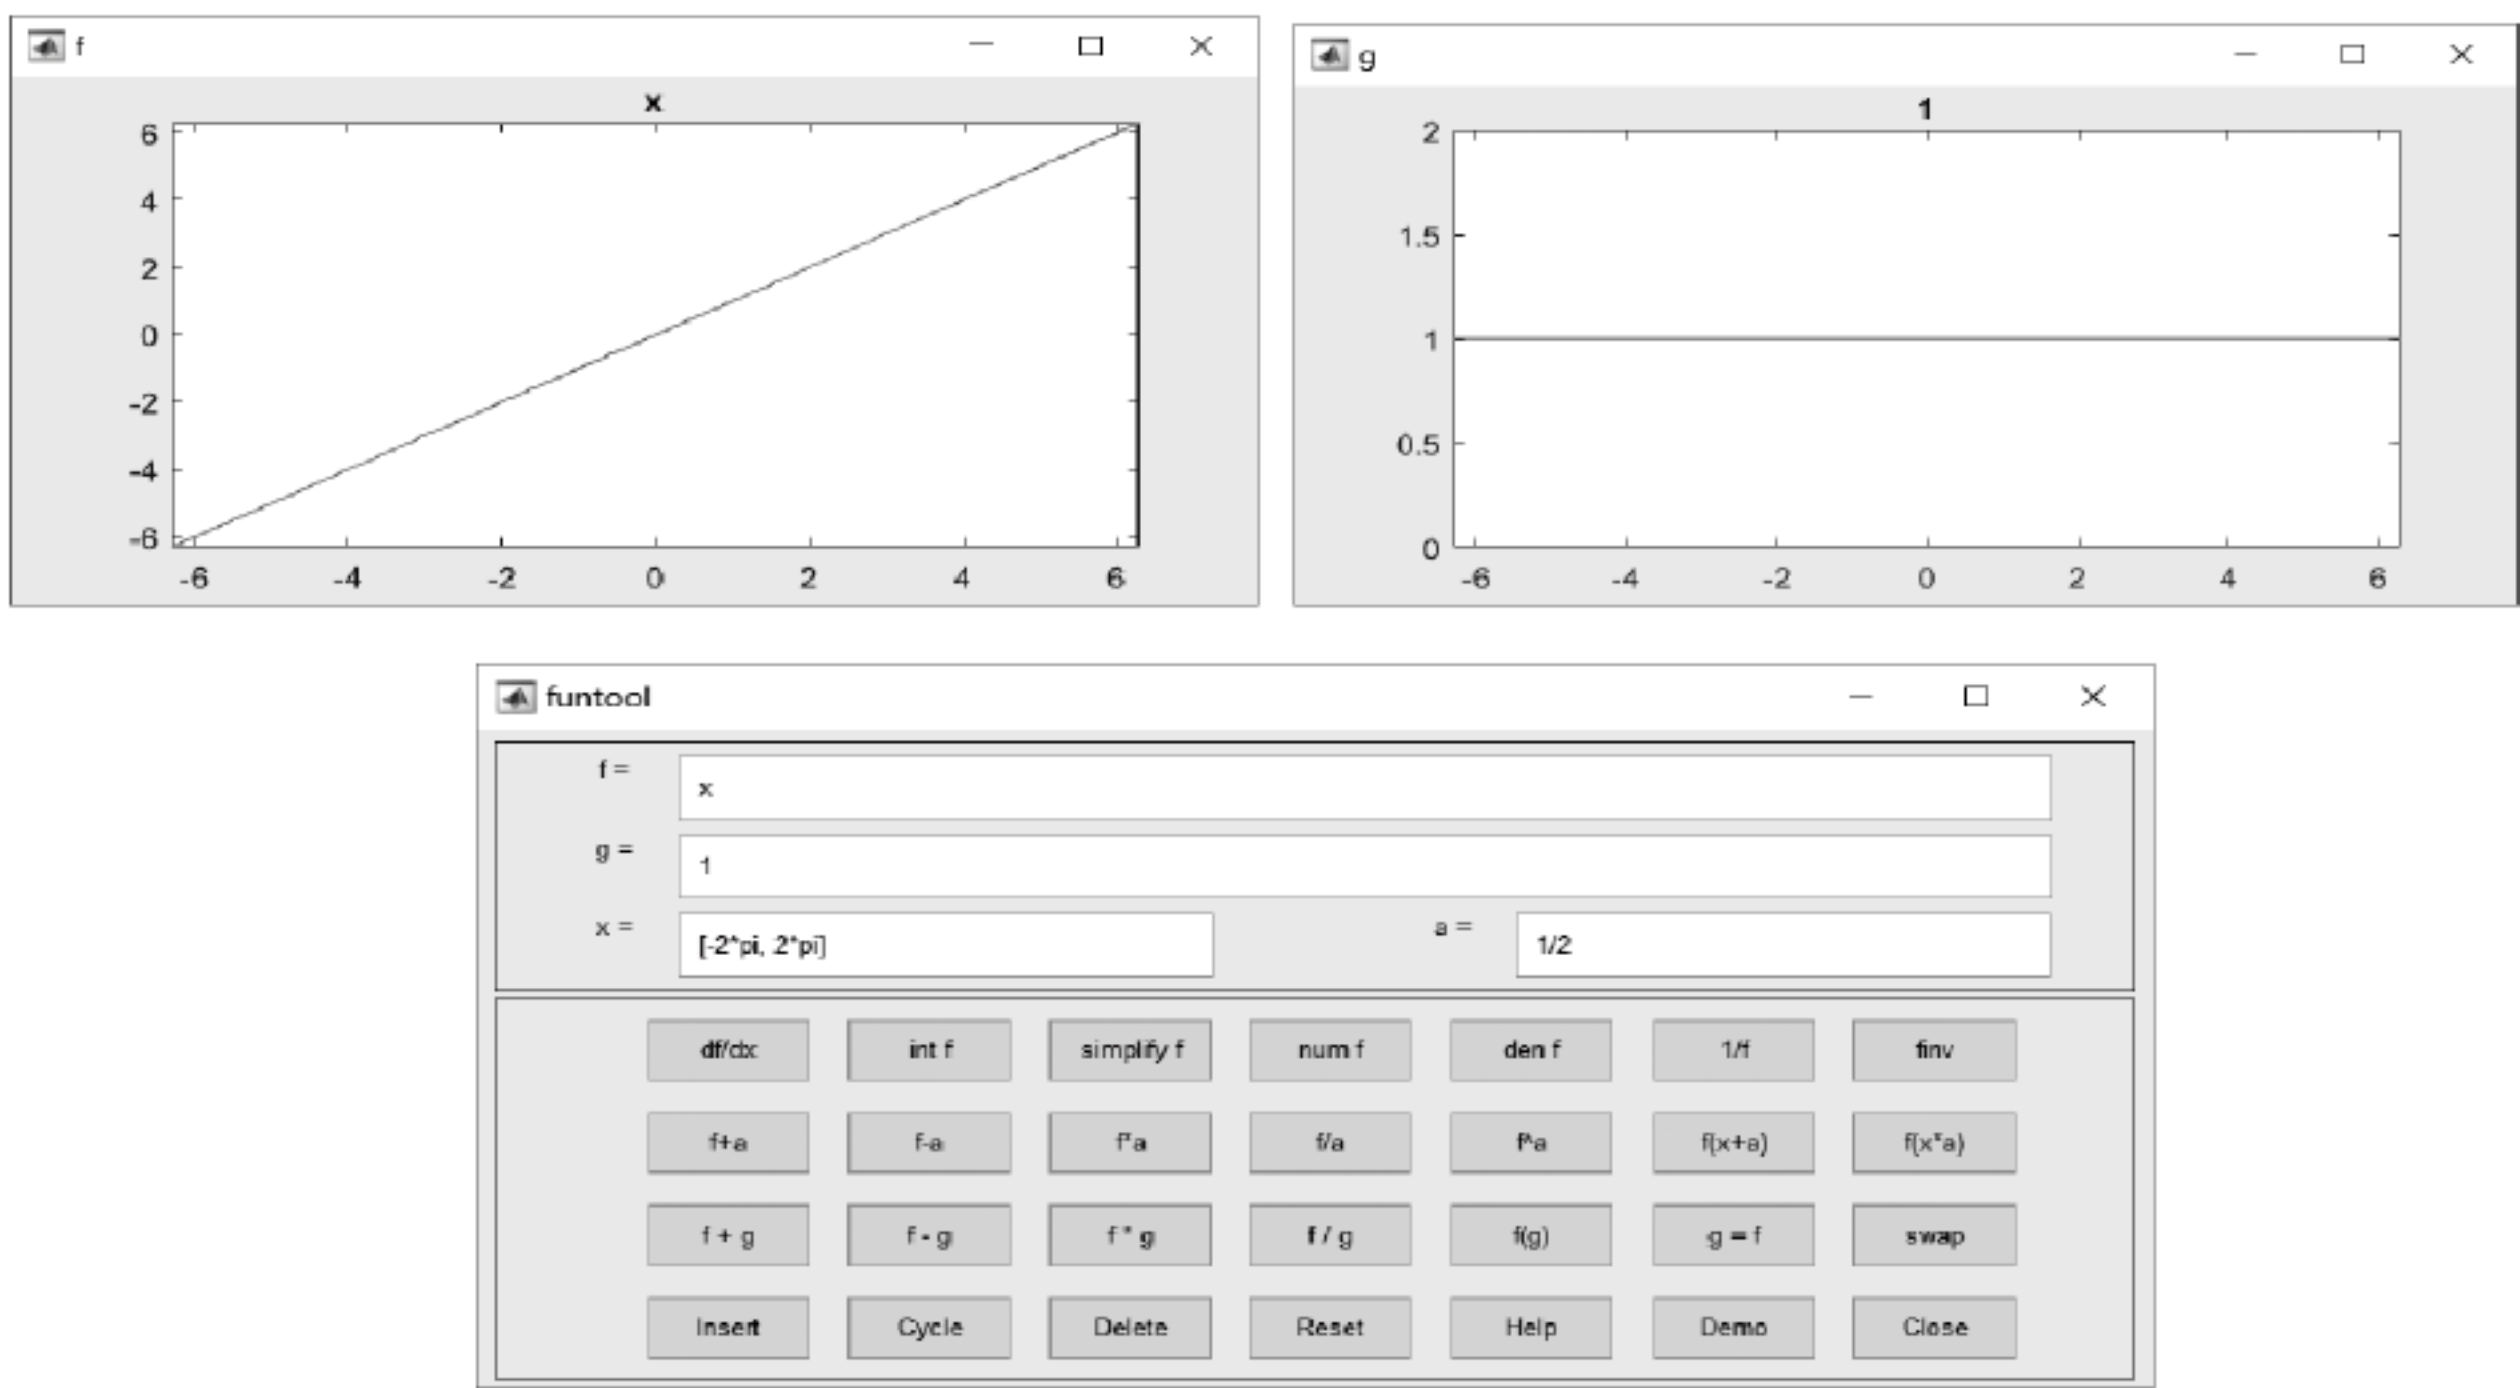 f
x
6
4
2
0
-2
-4
-6
-6 -4 -2 0 2 4 6
g
1
2
1.5
1
0.5
0
-6 -4 -2 0 2 4 6
funtool
f = x
g = 1
x = [-2*pi, 2*pi] a = 1/2
df/dx int f simplify f num f den f 1/f finv
f+a f-a f*a f/a f^a f(x+a) f(x*a)
f + g f - g f * g f / g f(g) g = f swap
Insert Cycle Delete Reset Help Demo Close